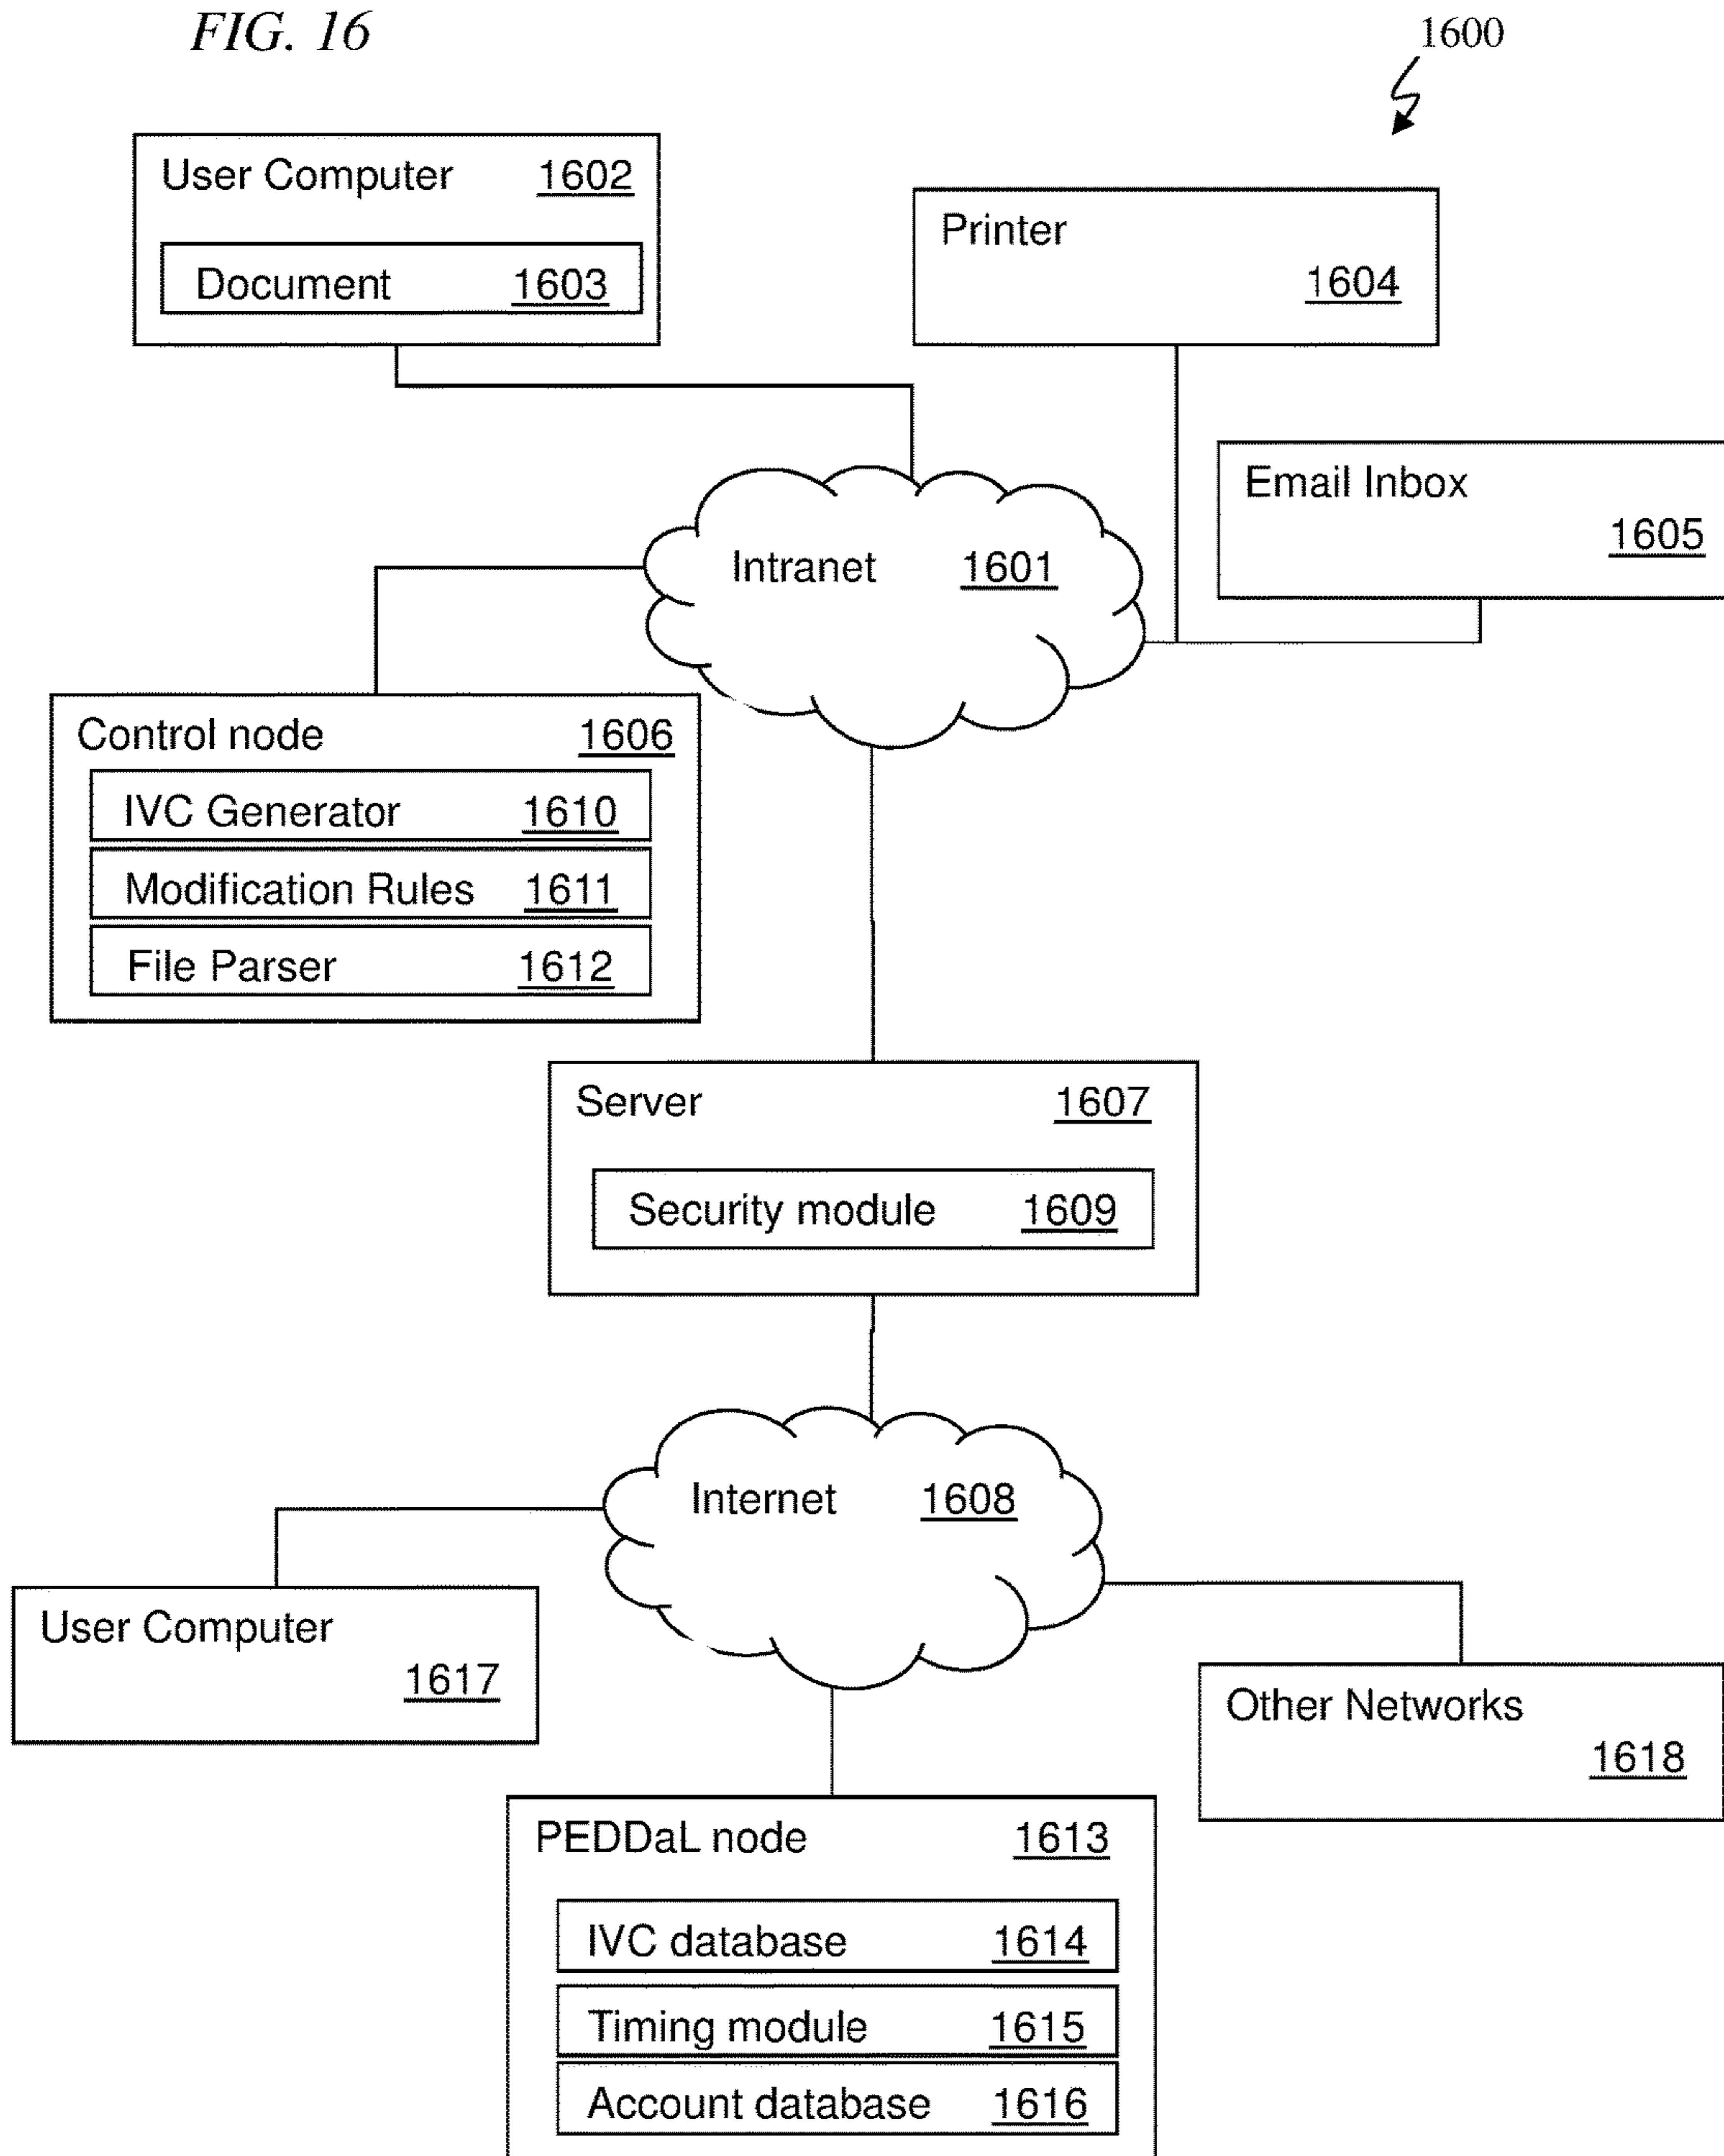 FIG. 16
1600
User Computer 1602
Document 1603
Printer
1604
Email Inbox
1605
Intranet 1601
Control node 1606
IVC Generator 1610
Modification Rules 1611
File Parser 1612
Server 1607
Security module 1609
Internet 1608
User Computer
1617
Other Networks
1618
PEDDaL node 1613
IVC database 1614
Timing module 1615
Account database 1616